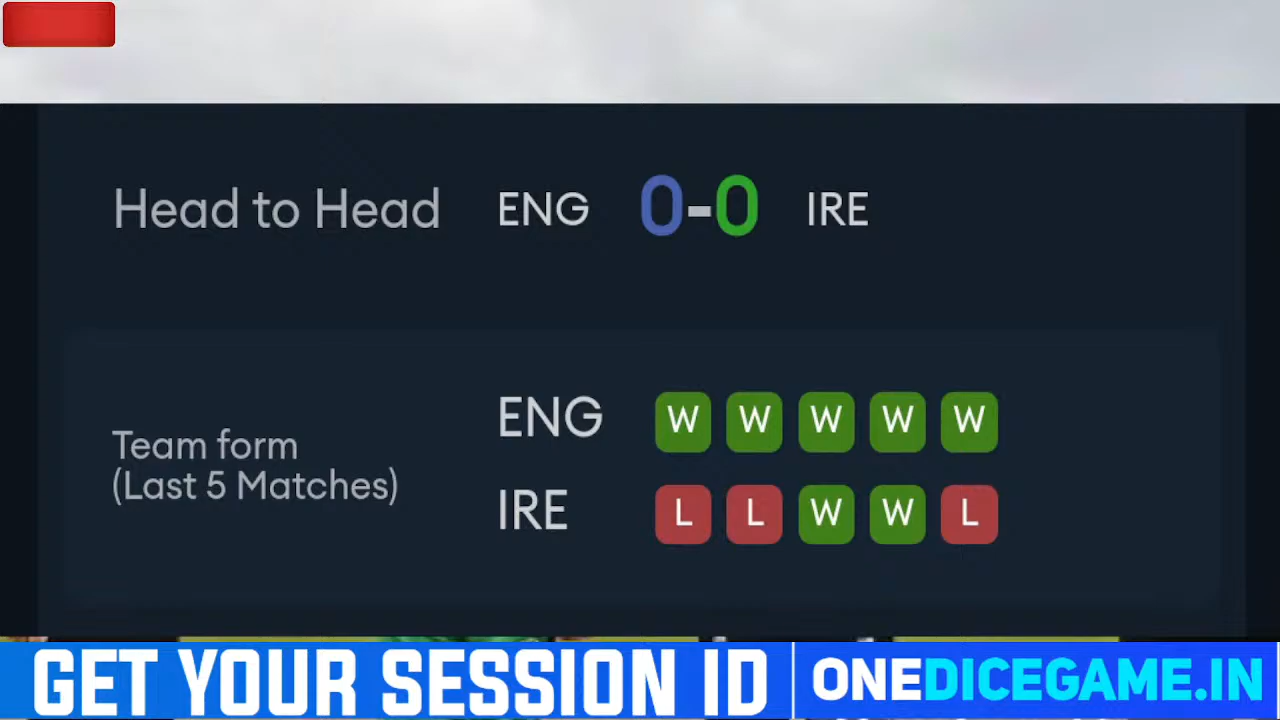 Head to Head ENG 0-0 IRE
ENG W W W W W
Team form
(Last 5 Matches)
IRE L L W W L
GET YOUR SESSION ID ONEDICEGAME.IN